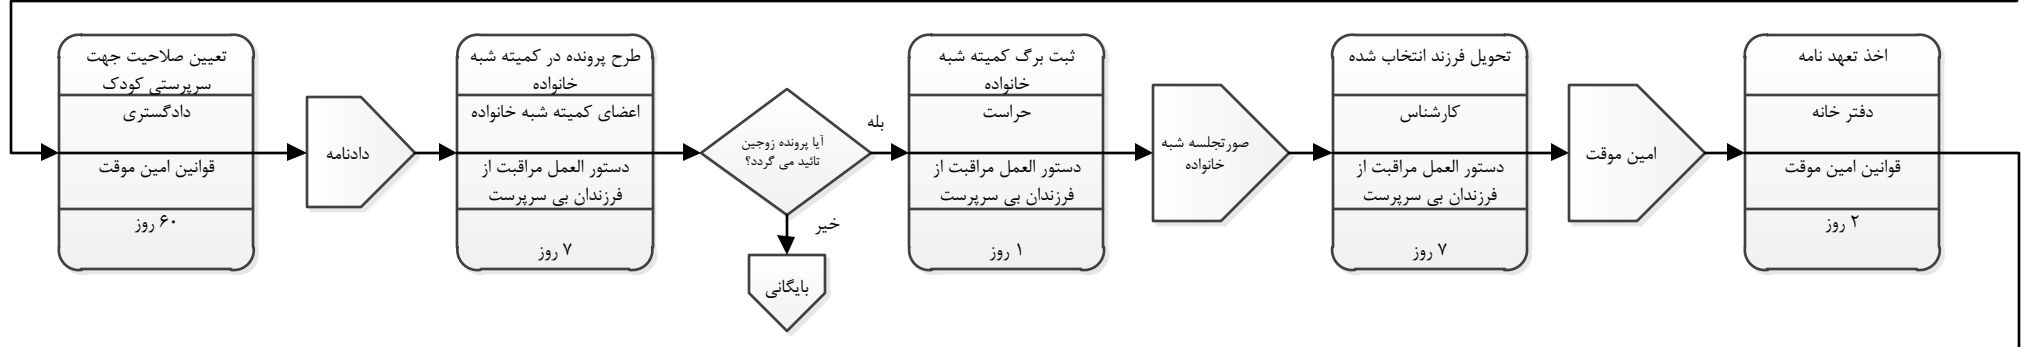 تعیین صلاحیت جهت
سرپرستی کودک
دادگستری
قوانین امین موقت
۶۰ روز
دادنامه
طرح پرونده در کمیته شبه
خانواده
اعضای کمیته شبه خانواده
دستور العمل مراقبت از
فرزندان بی سرپرست
۷ روز
آیا پرونده زوجین
تائید می گردد؟
بله
خیر
بایگانی
ثبت برگ کمیته شبه
خانواده
حراست
دستور العمل مراقبت از
فرزندان بی سرپرست
۱ روز
صورتجلسه شبه
خانواده
تحویل فرزند انتخاب شده
کارشناس
دستور العمل مراقبت از
فرزندان بی سرپرست
۷ روز
امین موقت
اخذ تعهد نامه
دفتر خانه
قوانین امین موقت
۲ روز